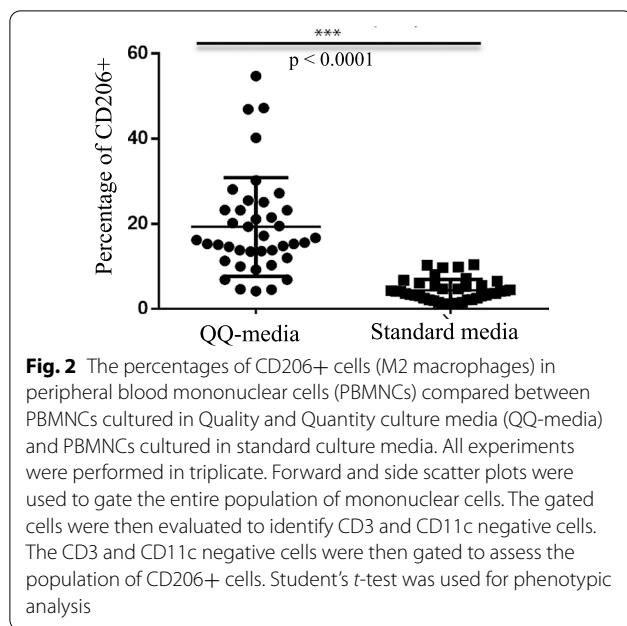 ***
p < 0.0001
60
40
20
0
Percentage of CD206+
QQ-media
Standard media
Fig. 2 The percentages of CD206+ cells (M2 macrophages) in
peripheral blood mononuclear cells (PBMNCs) compared between
PBMNCs cultured in Quality and Quantity culture media (QQ-media)
and PBMNCs cultured in standard culture media. All experiments
were performed in triplicate. Forward and side scatter plots were
used to gate the entire population of mononuclear cells. The gated
cells were then evaluated to identify CD3 and CD11c negative cells.
The CD3 and CD11c negative cells were then gated to assess the
population of CD206+ cells. Student's t-test was used for phenotypic
analysis